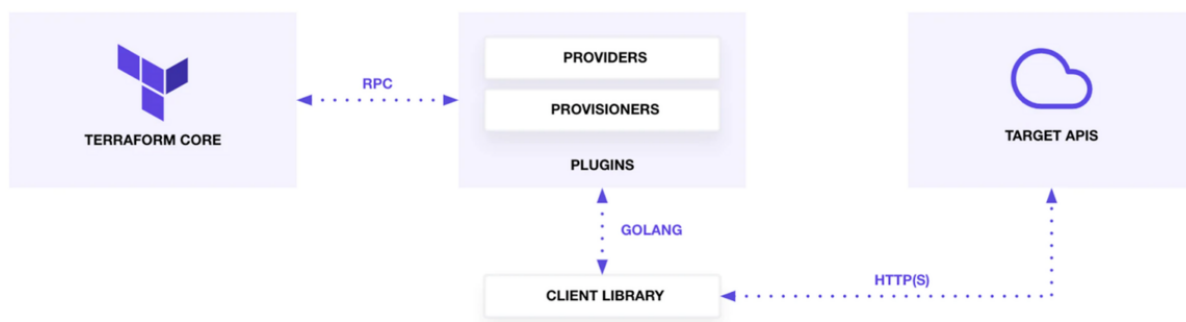 TERRAFORM CORE
RPC
PROVIDERS
PROVISIONERS
PLUGINS
TARGET APIS
GOLANG
CLIENT LIBRARY
HTTP(S)